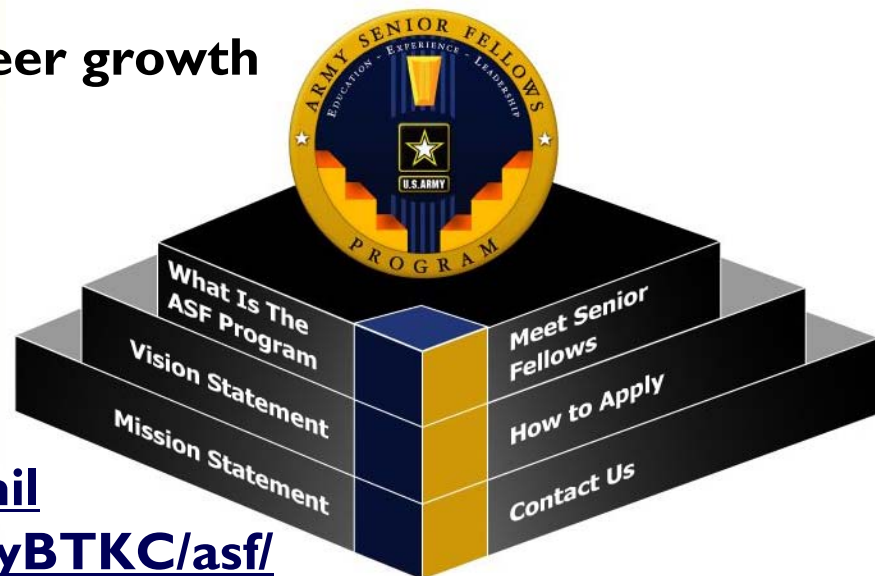 eer growth
ARMY SENIOR FELLOWS
EDUCATION - EXPERIENCE - LEADERSHIP
U.S.ARMY
PROGRAM
What Is The
ASF Program
Vision Statement
Mission Statement
Meet Senior
Fellows
How to Apply
Contact Us
ail
yBTKC/asf/